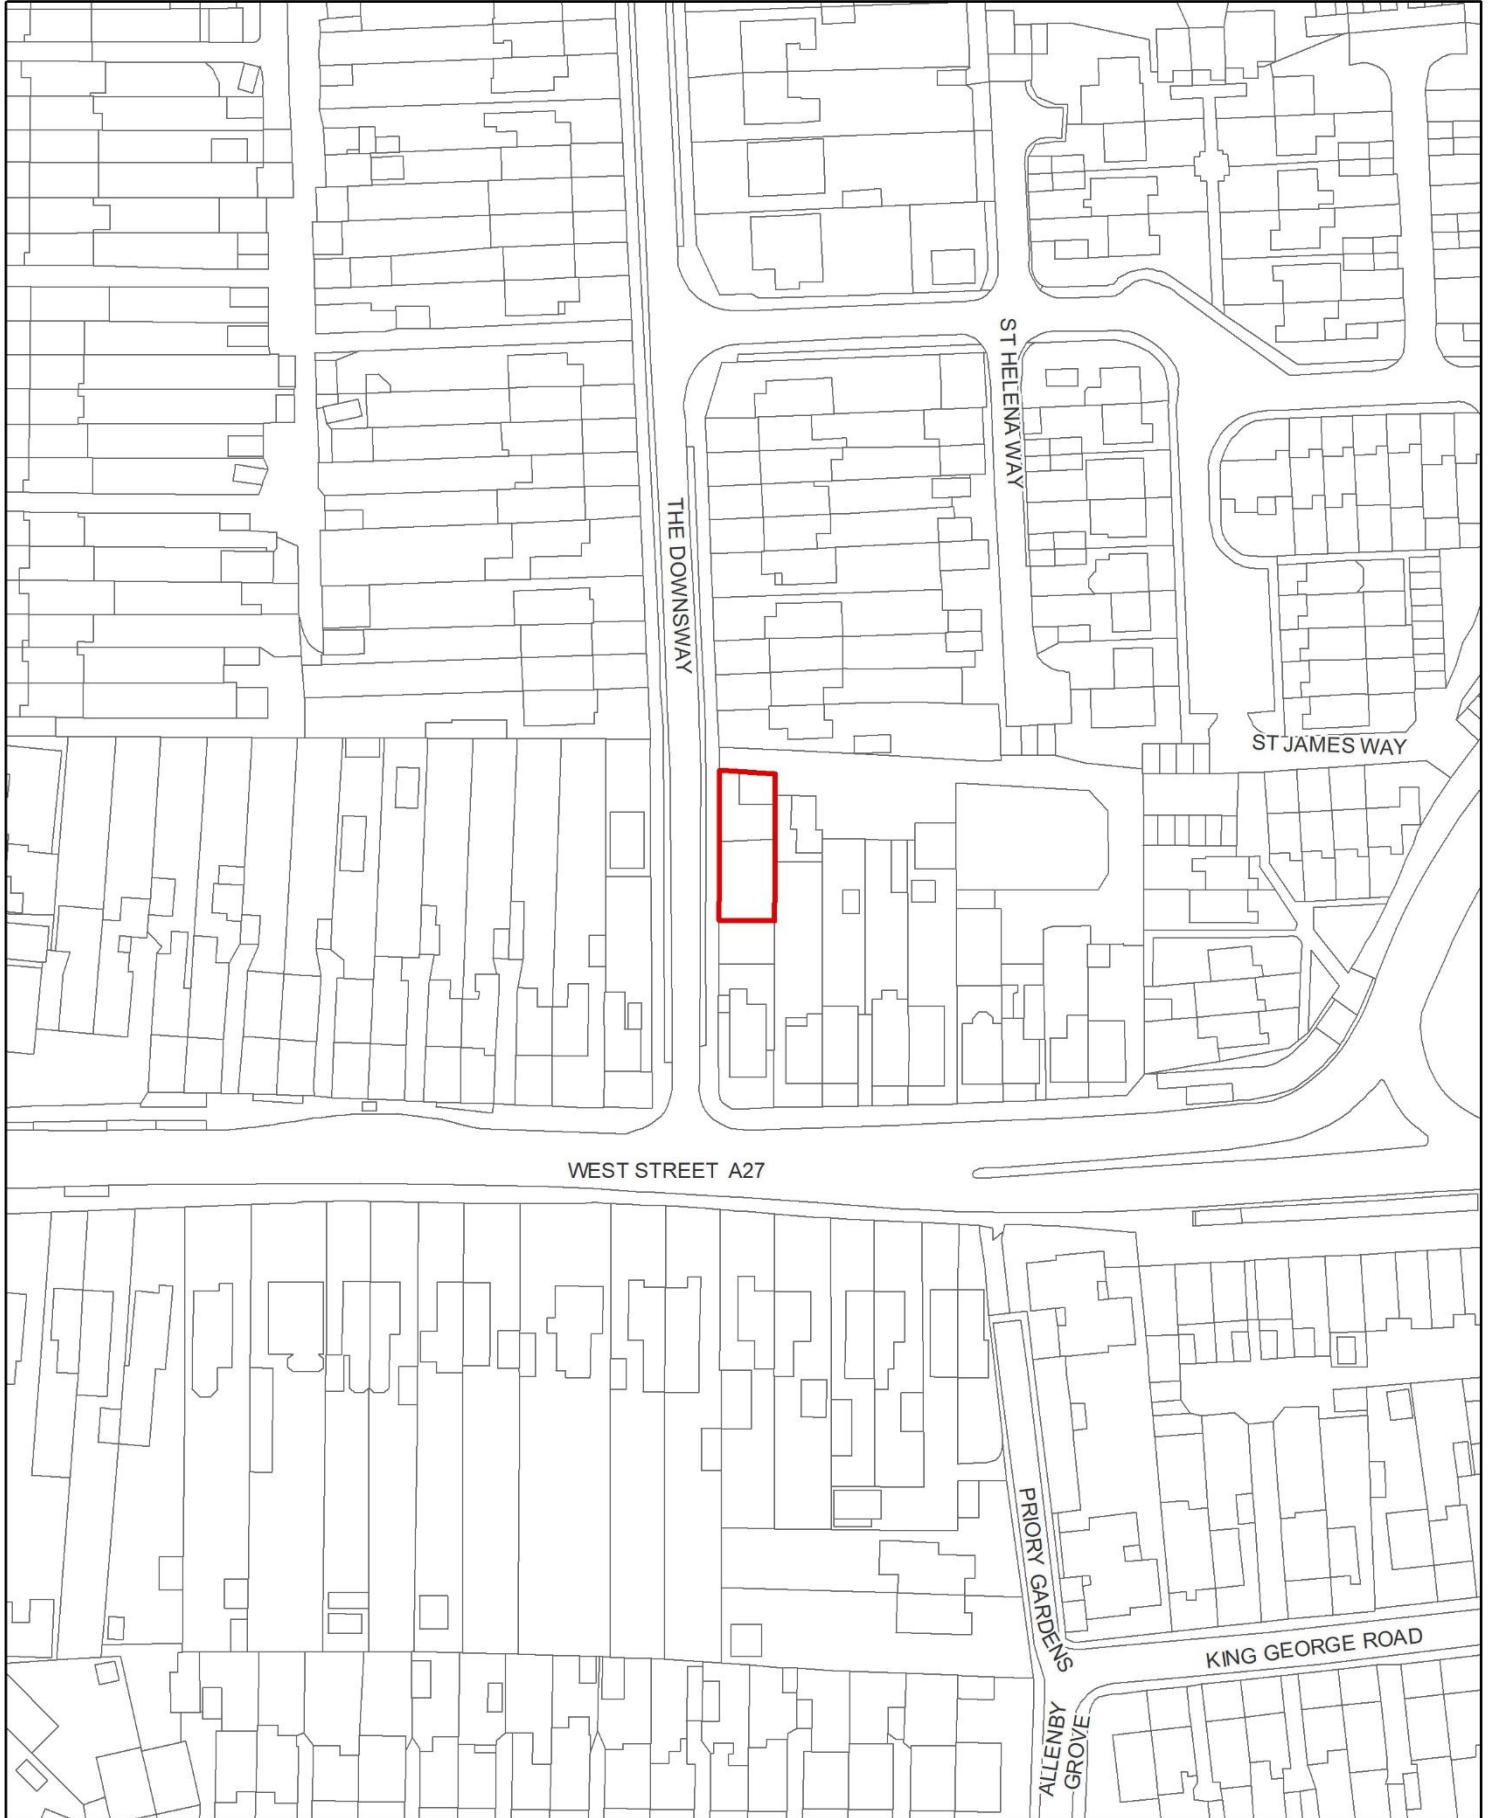 ST HELENA WAY
THE DOWNSWAY
ST JAMES WAY
WEST STREET A27
PRIORY GARDENS
KING GEORGE ROAD
ALLENBY
GROVE